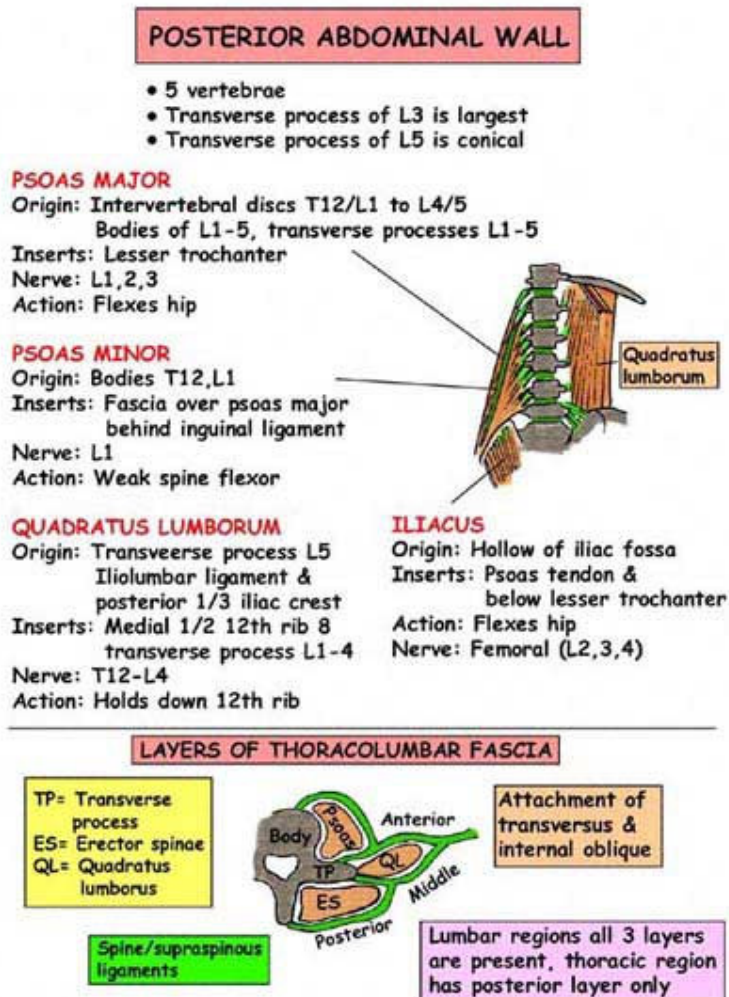 POSTERIOR ABDOMINAL WALL
• 5 vertebrae
• Transverse process of L3 is largest
• Transverse process of L5 is conical
PSOAS MAJOR
Origin: Intervertebral discs T12/L1 to L4/5
Bodies of L1-5, transverse processes L1-5
Inserts: Lesser trochanter
Nerve: L1,2,3
Action: Flexes hip
PSOAS MINOR
Origin: Bodies T12,L1
Inserts: Fascia over psoas major
behind inguinal ligament
Nerve: L1
Action: Weak spine flexor
Quadratus
lumborum
QUADRATUS LUMBORUM
Origin: Transveerse process L5
Iliolumbar ligament &
posterior 1/3 iliac crest
Inserts: Medial 1/2 12th rib 8
transverse process L1-4
Nerve: T12-L4
Action: Holds down 12th rib
ILIACUS
Origin: Hollow of iliac fossa
Inserts: Psoas tendon &
below lesser trochanter
Action: Flexes hip
Nerve: Femoral (L2,3,4)
LAYERS OF THORACOLUMBAR FASCIA
TP= Transverse
process
ES= Erector spinae
QL= Quadratus
lumborus
Body
Psoas
TP
QL
ES
Anterior
Middle
Posterior
Attachment of
transversus &
internal oblique
Spine/supraspinous
ligaments
Lumbar regions all 3 layers
are present, thoracic region
has posterior layer only